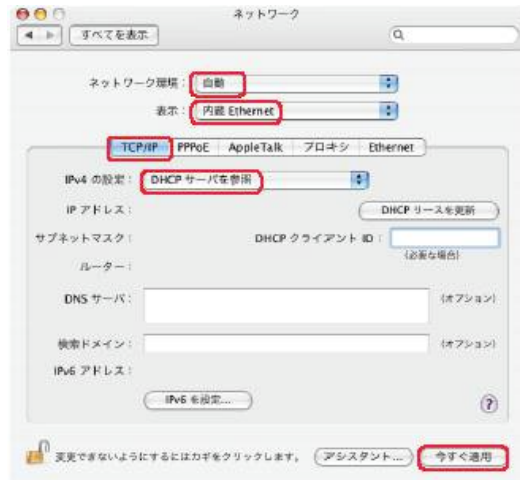 ネットワーク
すべてを表示
ネットワーク環境： 自動
表示： 内蔵 Ethernet
TCP/IP PPPoE AppleTalk プロキシ Ethernet
IPv4 の設定： DHCP サーバを参照
IP アドレス： DHCP リースを更新
サブネットマスク： DHCP クライアント ID：
(必要な場合)
ルーター：
DNS サーバ： (オプション)
検索ドメイン： (オプション)
IPv6 アドレス：
IPv6 を設定... ?
変更できないようにするにはカギをクリックします。 アシスタント... 今すぐ適用